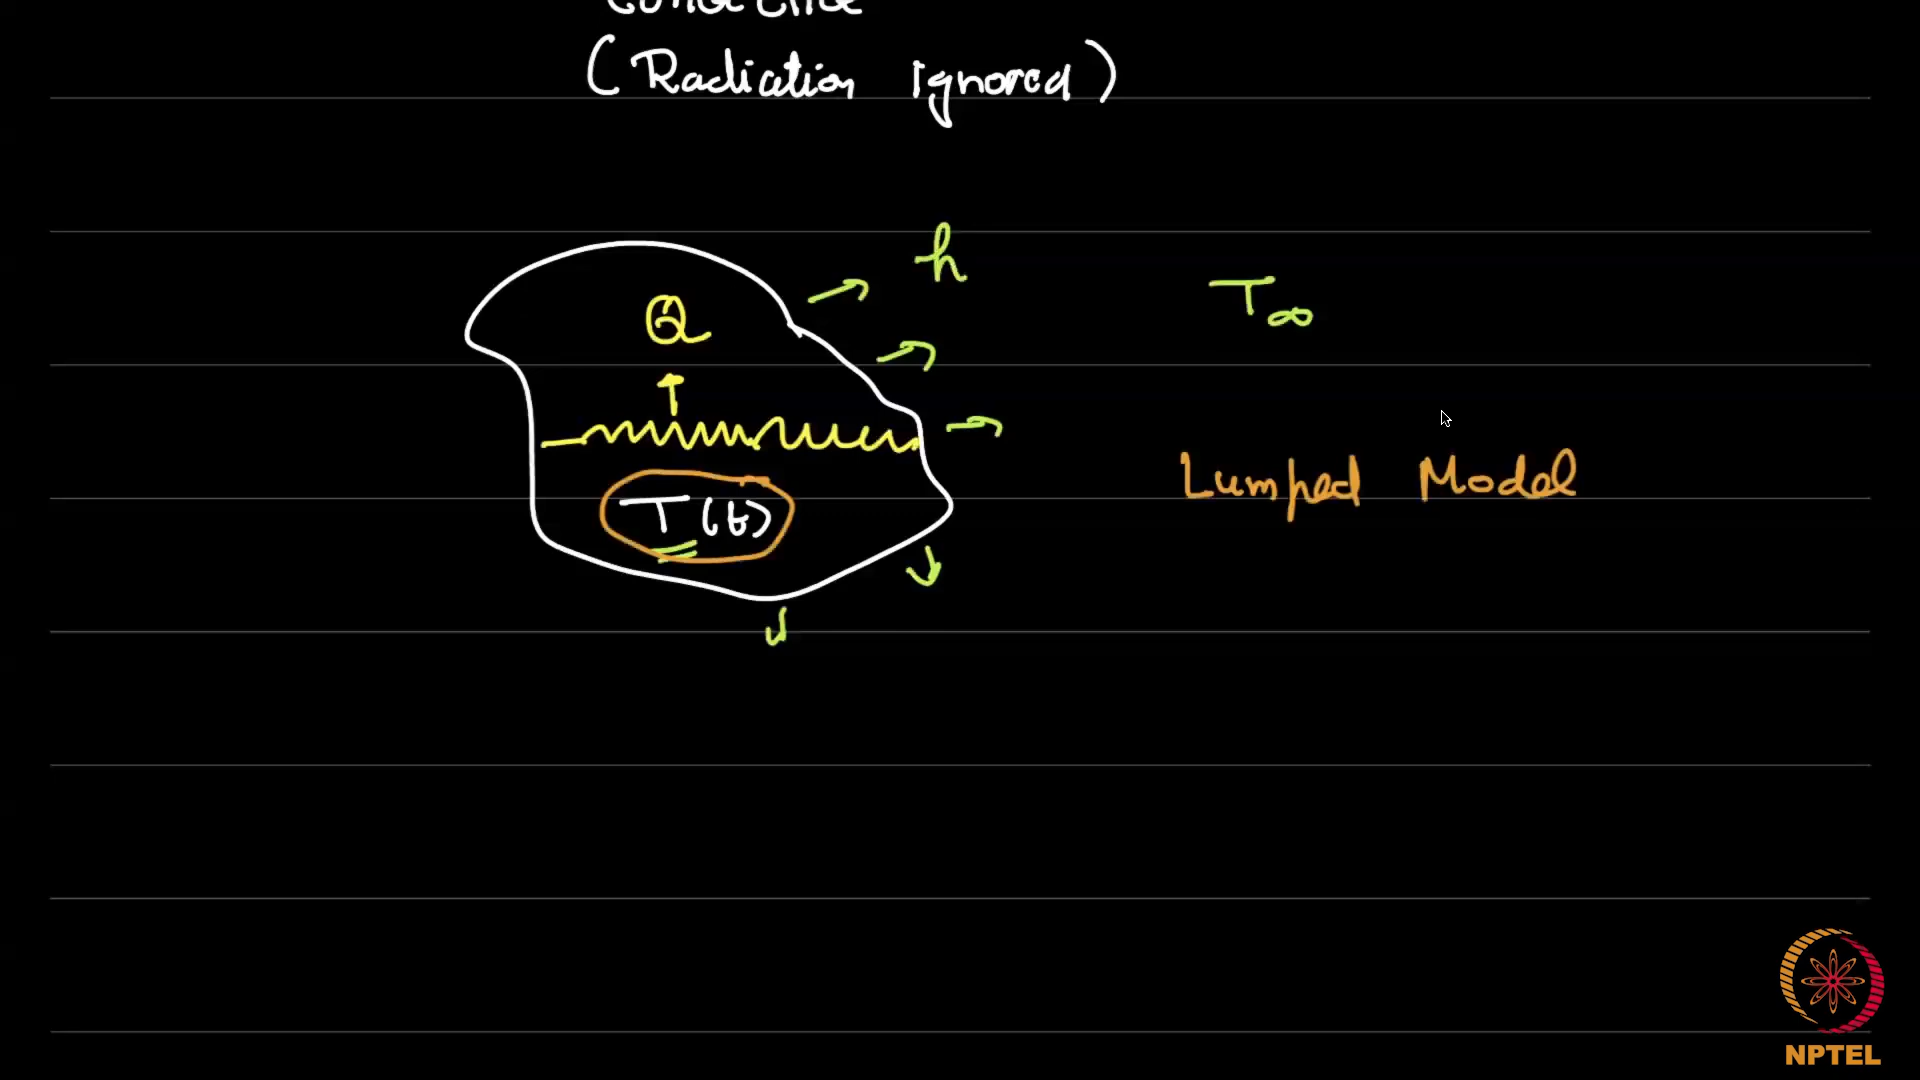 (Radiation ignored)
h
T∞
Q
Lumped Model
T(t)
NPTEL